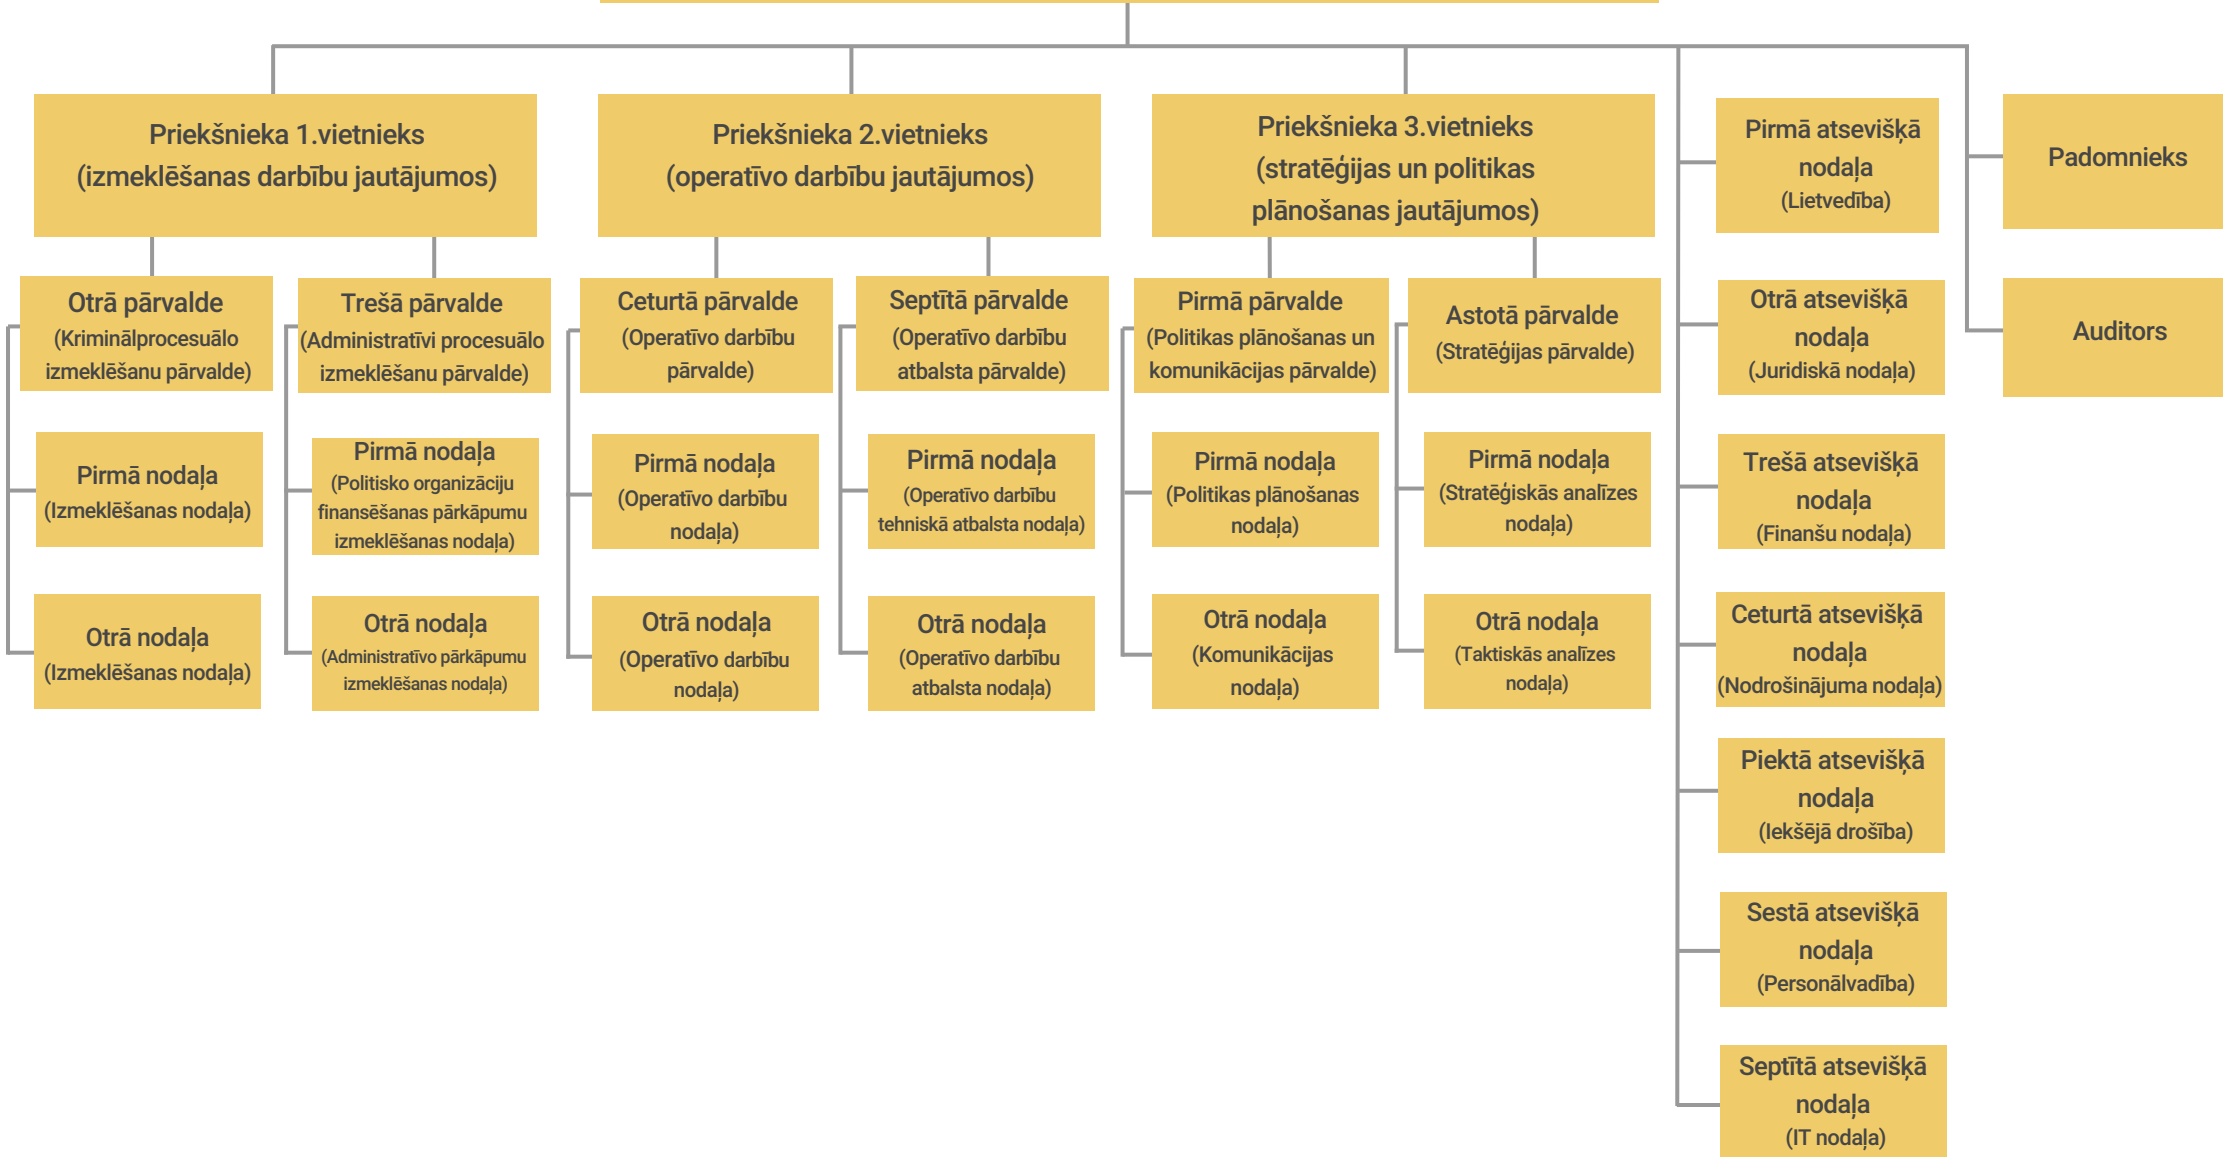 Priekšnieka 1.vietnieks
(izmeklēšanas darbību jautājumos)
Priekšnieka 2.vietnieks
(operatīvo darbību jautājumos)
Priekšnieka 3.vietnieks
(stratēģijas un politikas
plānošanas jautājumos)
Pirmā atsevišķā
nodaļa
(Lietvedība)
Padomnieks
Otrā pārvalde
(Kriminālprocesuālo
izmeklēšanu pārvalde)
Trešā pārvalde
(Administratīvi procesuālo
izmeklēšanu pārvalde)
Ceturtā pārvalde
(Operatīvo darbību
pārvalde)
Septītā pārvalde
(Operatīvo darbību
atbalsta pārvalde)
Pirmā pārvalde
(Politikas plānošanas un
komunikācijas pārvalde)
Astotā pārvalde
(Stratēģijas pārvalde)
Otrā atsevišķā
nodaļa
(Juridiskā nodaļa)
Auditors
Pirmā nodaļa
(Izmeklēšanas nodaļa)
Pirmā nodaļa
(Politisko organizāciju
finansēšanas pārkāpumu
izmeklēšanas nodaļa)
Pirmā nodaļa
(Operatīvo darbību
nodaļa)
Pirmā nodaļa
(Operatīvo darbību
tehniskā atbalsta nodaļa)
Pirmā nodaļa
(Politikas plānošanas
nodaļa)
Pirmā nodaļa
(Stratēģiskās analīzes
nodaļa)
Trešā atsevišķā
nodaļa
(Finanšu nodaļa)
Otrā nodaļa
(Izmeklēšanas nodaļa)
Otrā nodaļa
(Administratīvo pārkāpumu
izmeklēšanas nodaļa)
Otrā nodaļa
(Operatīvo darbību
nodaļa)
Otrā nodaļa
(Operatīvo darbību
atbalsta nodaļa)
Otrā nodaļa
(Komunikācijas
nodaļa)
Otrā nodaļa
(Taktiskās analīzes
nodaļa)
Ceturtā atsevišķā
nodaļa
(Nodrošinājuma nodaļa)
Piektā atsevišķā
nodaļa
(Iekšējā drošība)
Sestā atsevišķā
nodaļa
(Personālvadība)
Septītā atsevišķā
nodaļa
(IT nodaļa)